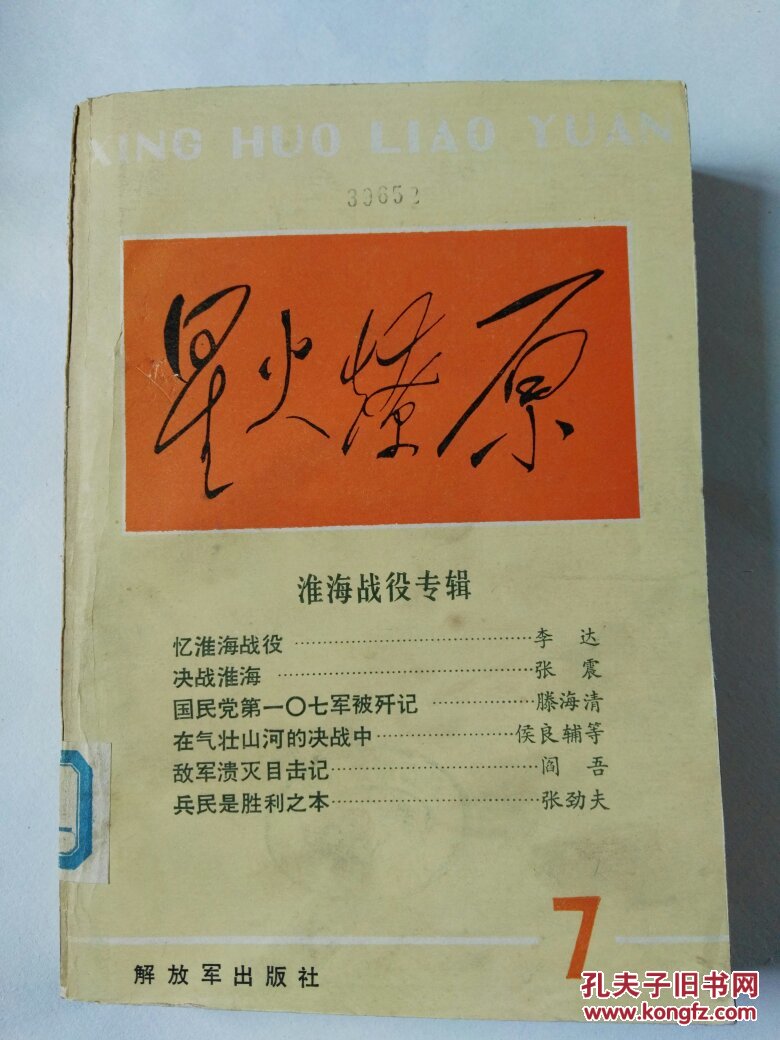 XING HUO LIAO YUAN
39652
星火燎原
淮海战役专辑
忆淮海战役……李 达
决战淮海……张 震
国民党第一〇七军被歼记……滕海清
在气壮山河的决战中……侯良辅等
敌军溃灭目击记……阎 吾
兵民是胜利之本……张劲夫
7
解放军出版社
孔夫子旧书网
www.kongfz.com